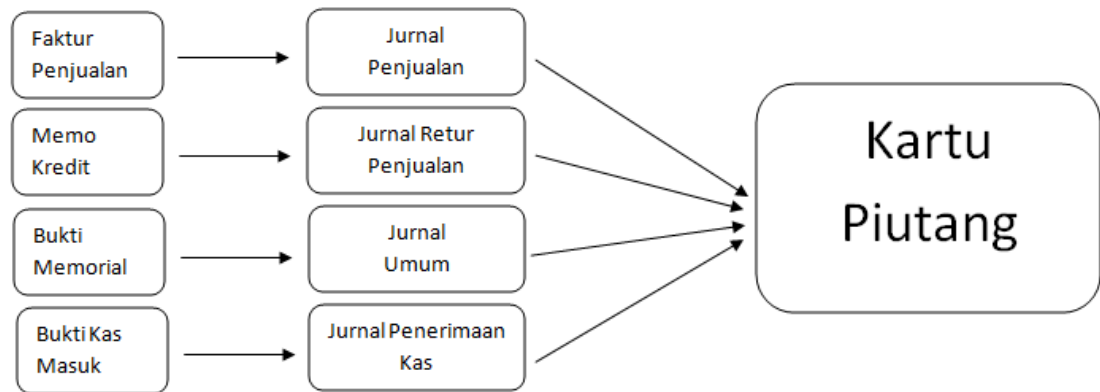 Faktur
Penjualan
Jurnal
Penjualan
Memo
Kredit
Jurnal Retur
Penjualan
Bukti
Memorial
Jurnal
Umum
Bukti Kas
Masuk
Jurnal Penerimaan
Kas
Kartu
Piutang